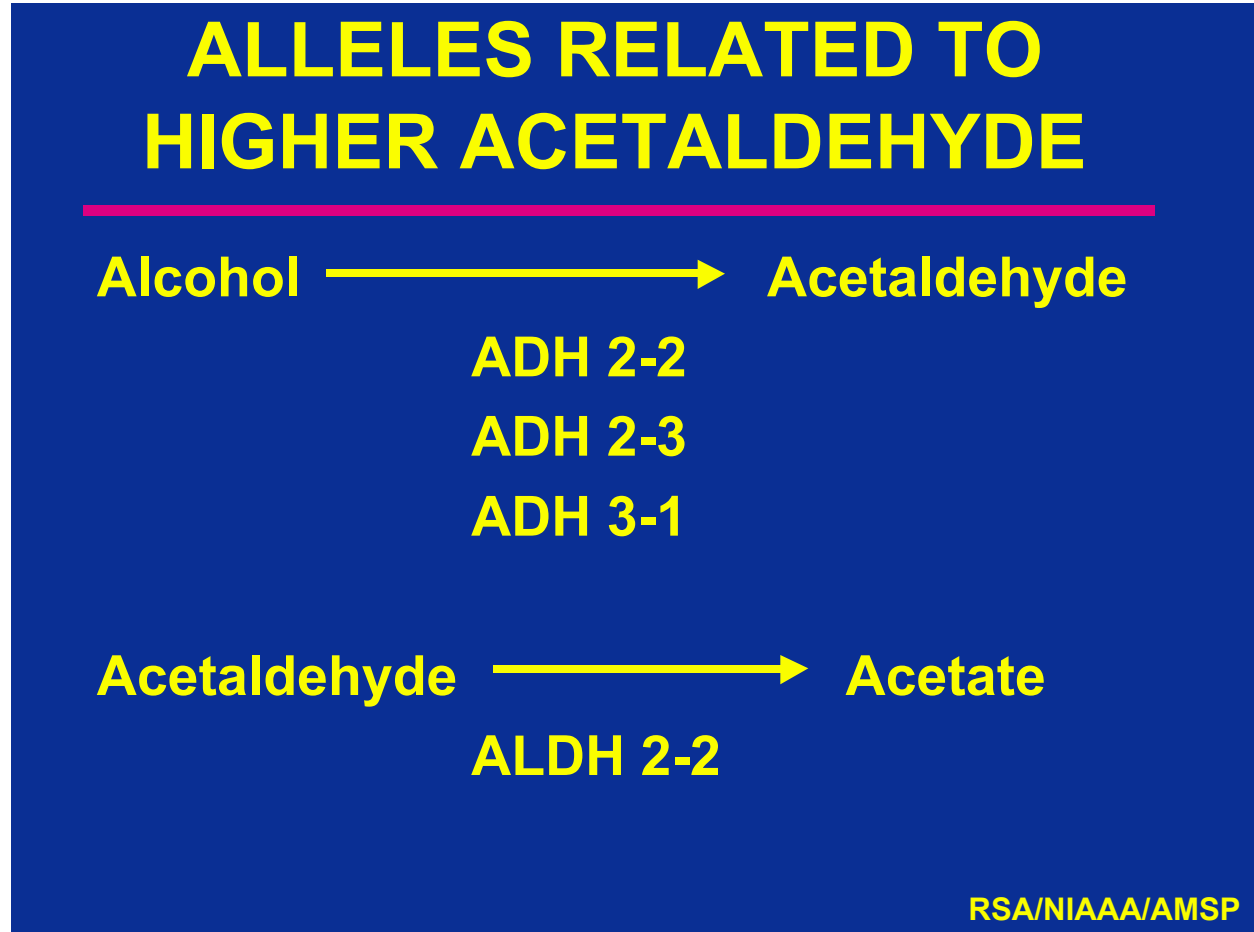 ALLELES RELATED TO
HIGHER ACETALDEHYDE
Alcohol Acetaldehyde
ADH 2-2
ADH 2-3
ADH 3-1
Acetaldehyde Acetate
ALDH 2-2
RSA/NIAAA/AMSP